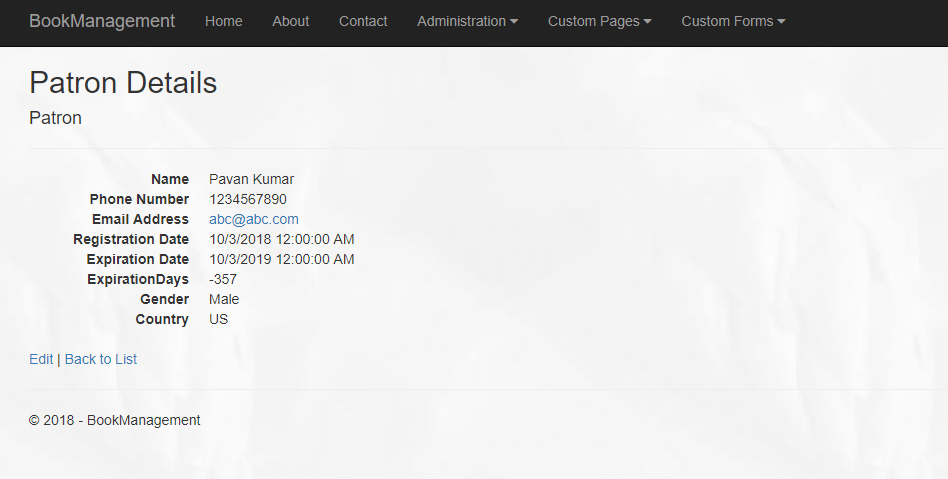 BookManagement Home About Contact Administration Custom Pages Custom Forms
Patron Details
Patron
Name Pavan Kumar
Phone Number 1234567890
Email Address abc@abc.com
Registration Date 10/3/2018 12:00:00 AM
Expiration Date 10/3/2019 12:00:00 AM
ExpirationDays -357
Gender Male
Country US
Edit | Back to List
© 2018 - BookManagement